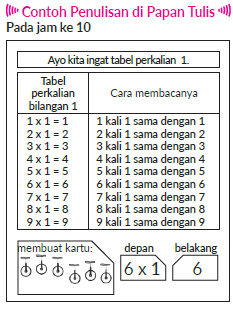 Contoh Penulisan di Papan Tulis
Pada jam ke 10
Ayo kita ingat tabel perkalian 1.
Tabel perkalian bilangan 1
Cara membacanya
1 x 1 = 1 1 kali 1 sama dengan 1
2 x 1 = 2 2 kali 1 sama dengan 2
3 x 1 = 3 3 kali 1 sama dengan 3
4 x 1 = 4 4 kali 1 sama dengan 4
5 x 1 = 5 5 kali 1 sama dengan 5
6 x 1 = 6 6 kali 1 sama dengan 6
7 x 1 = 7 7 kali 1 sama dengan 7
8 x 1 = 8 8 kali 1 sama dengan 8
9 x 1 = 9 9 kali 1 sama dengan 9
membuat kartu: depan belakang
6 x 1 6